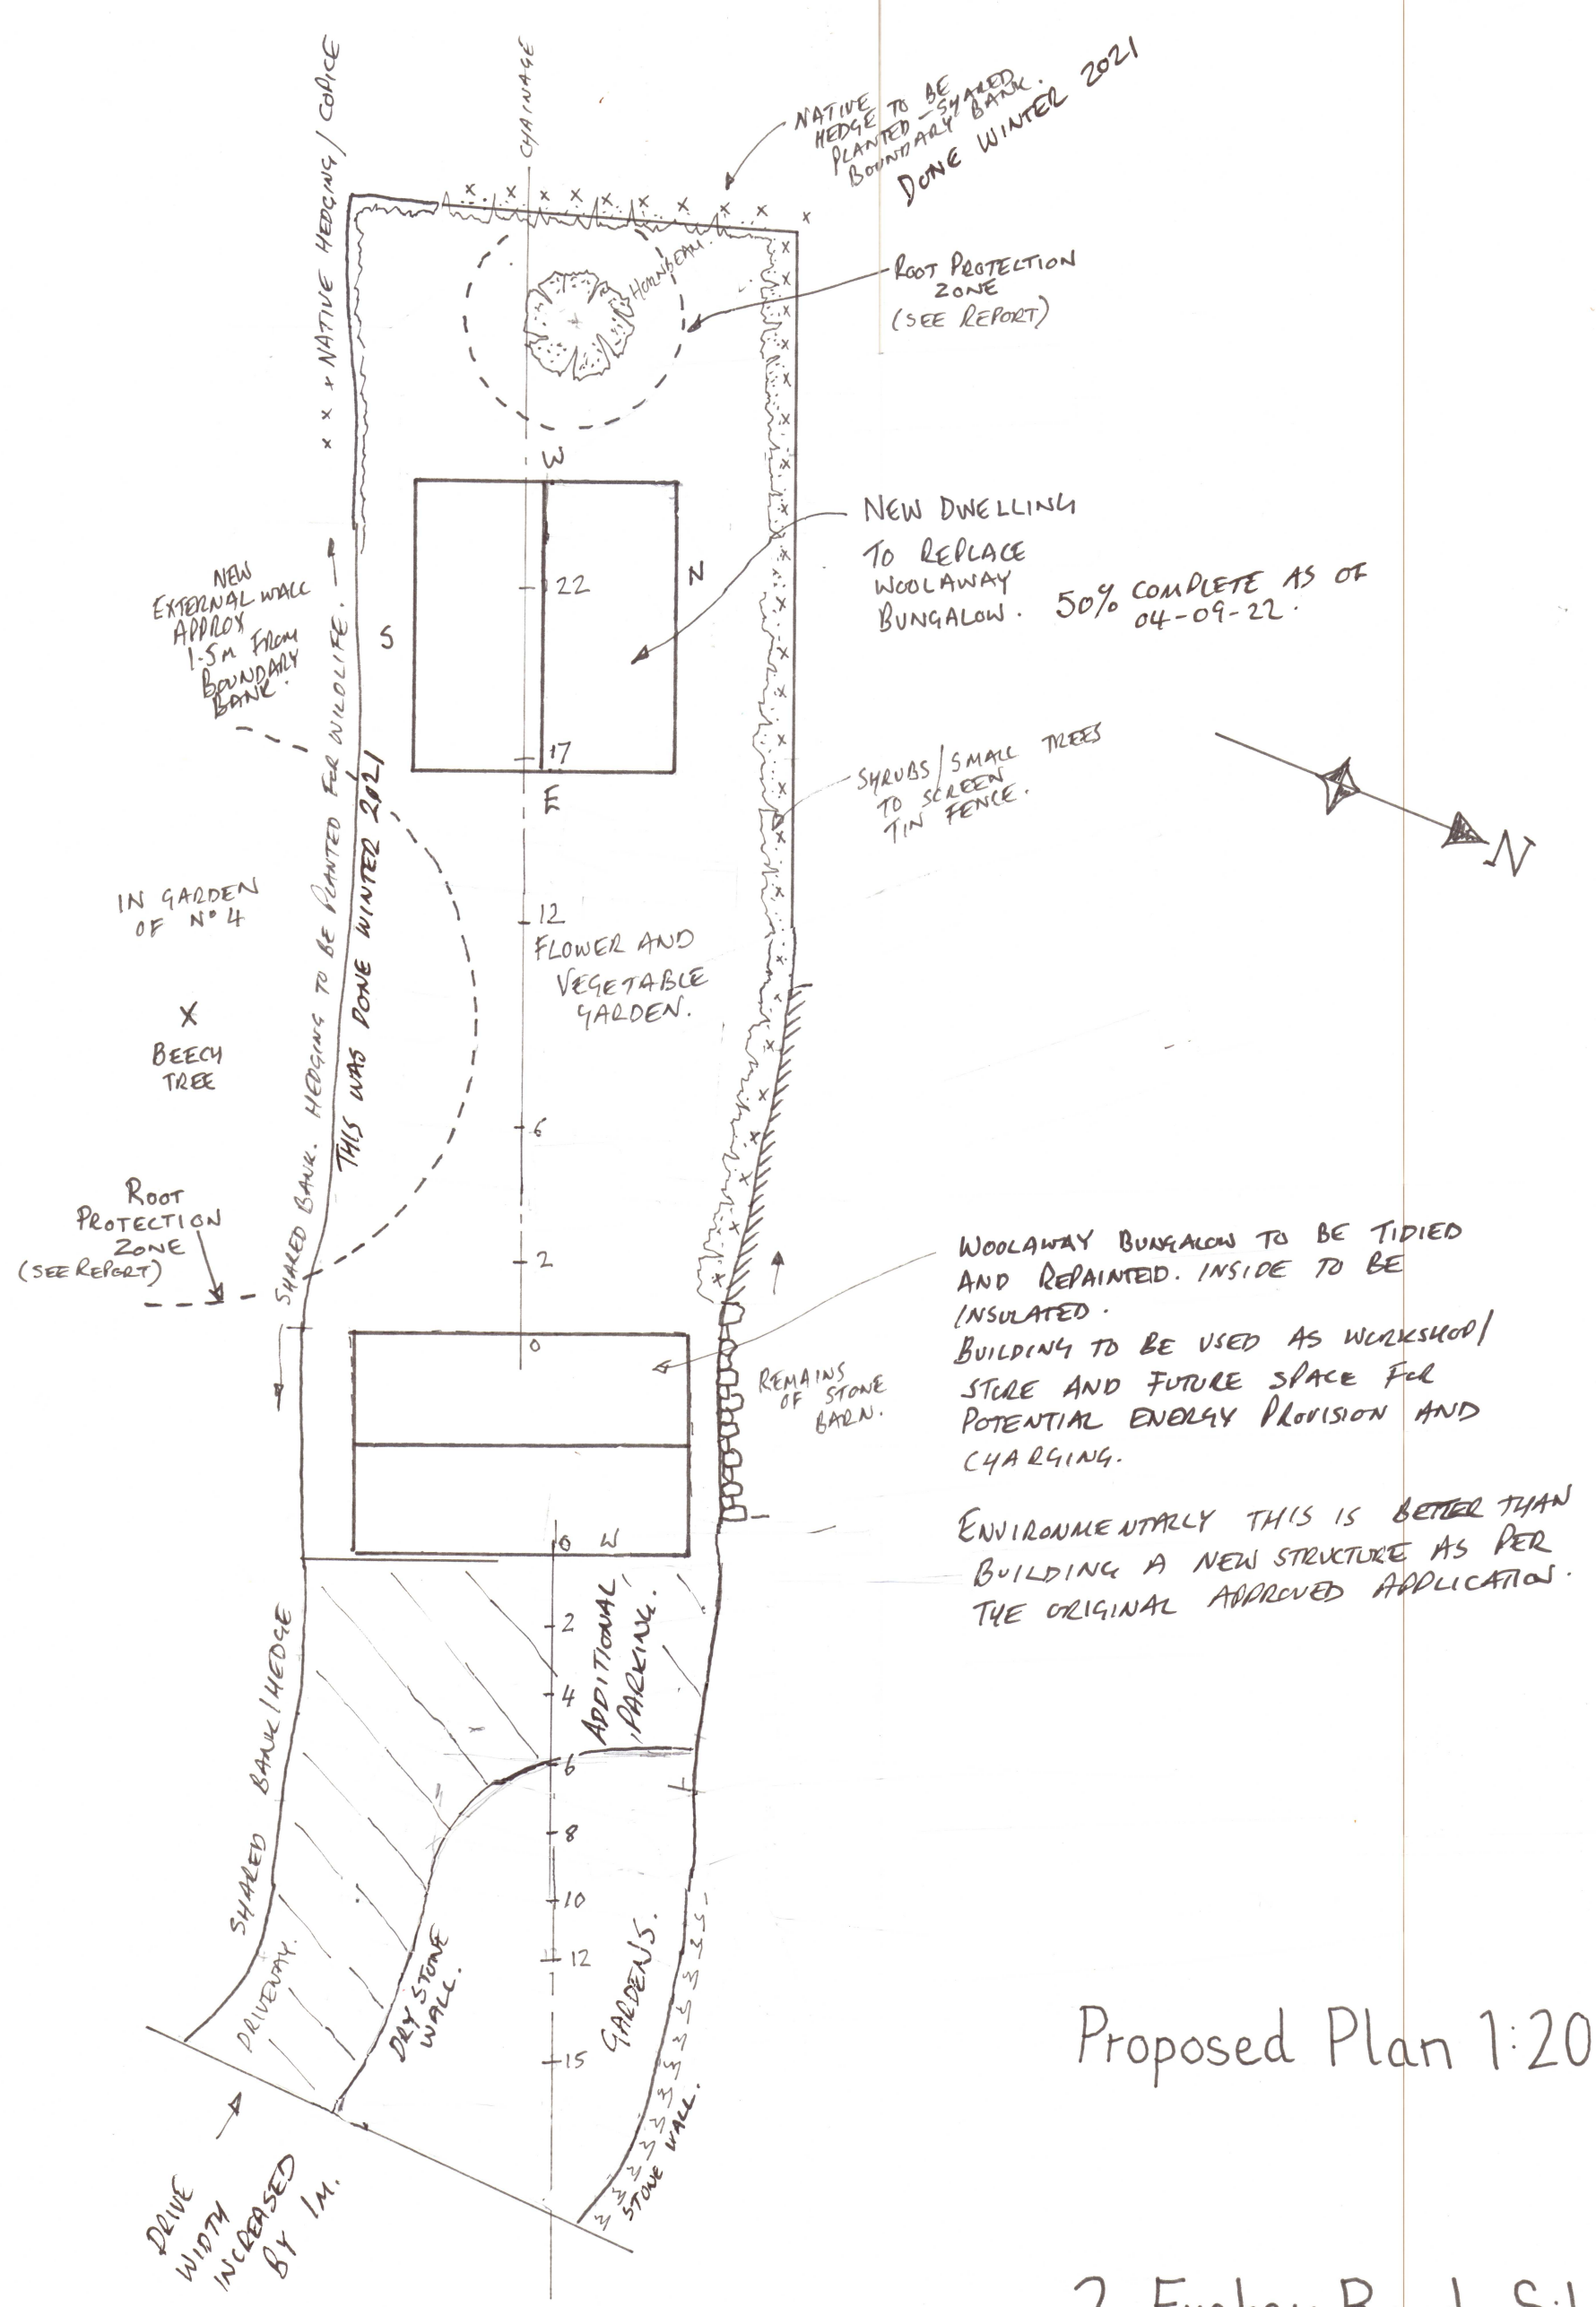 x x x NATIVE HEDGING/COPICE
CHAINAGE
NATIVE
HEDGE TO BE
PLANTED - SHARED
BOUNDARY BANK.
DONE WINTER 2021
HORNBEAM.
ROOT PROTECTION
ZONE
(SEE REPORT)
W
22
N
S
17
E
NEW DWELLING
TO REPLACE
WOOLAWAY
BUNGALOW.
50% COMPLETE AS OF
04-09-22.
NEW
EXTERNAL WALL
APPROX
1.5M FROM
BOUNDARY
BANK.
SHARED BANK. HEDGING TO BE PLANTED FOR WILDLIFE.
THIS WAS DONE WINTER 2021
SHRUBS/SMALL TREES
TO SCREEN
TIN FENCE.
N
IN GARDEN
OF Nº 4
X
BEECH
TREE
12
FLOWER AND
VEGETABLE
GARDEN.
6
2
0
ROOT
PROTECTION
ZONE
(SEE REPORT)
REMAINS
OF STONE
BARN.
WOOLAWAY BUNGALOW TO BE TIDIED
AND REPAINTED. INSIDE TO BE
INSULATED.
BUILDING TO BE USED AS WORKSHOP/
STORE AND FUTURE SPACE FOR
POTENTIAL ENERGY PROVISION AND
CHARGING.
ENVIRONMENTALLY THIS IS BETTER THAN
BUILDING A NEW STRUCTURE AS PER
THE ORIGINAL APPROVED APPLICATION.
0 W
2
4
6
8
10
12
15
ADDITIONAL
PARKING.
SHARED BANK/HEDGE
DRIVEWAY.
DRY STONE
WALL.
GARDENS.
STONE WALL.
DRIVE
WIDTH
INCREASED
BY 1M.
Proposed Plan 1:20